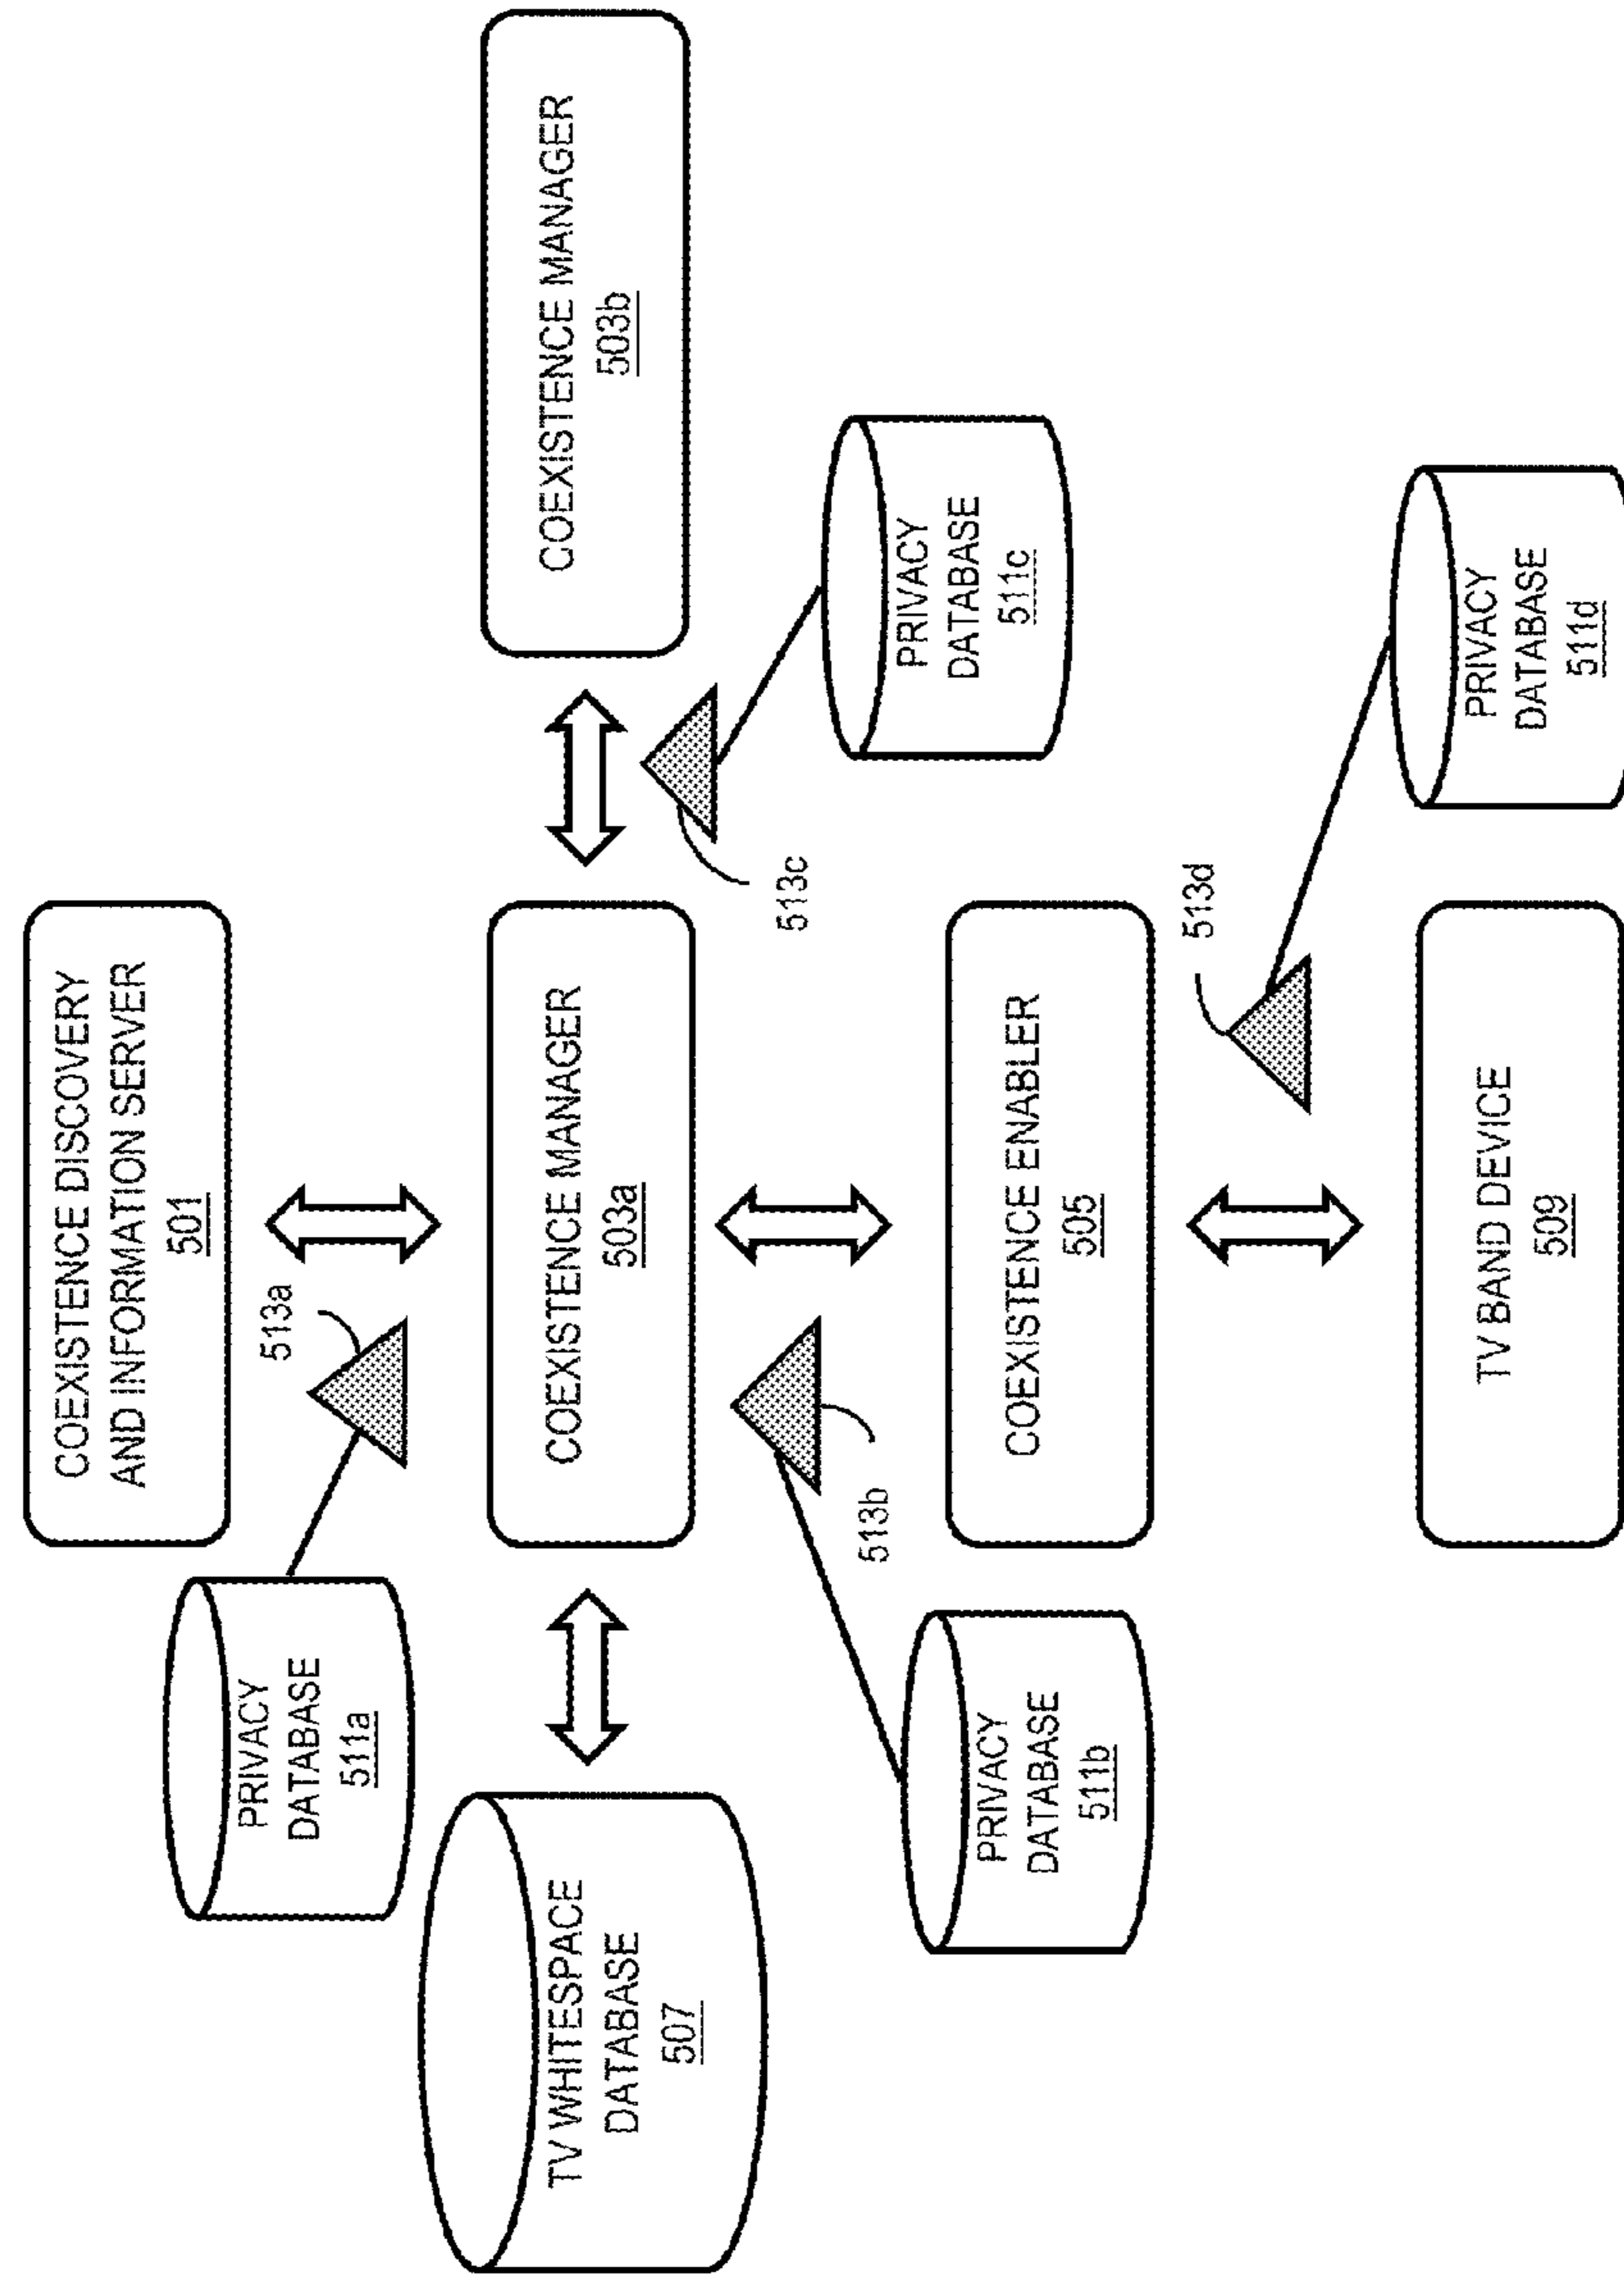 COEXISTENCE DISCOVERY
AND INFORMATION SERVER
501
513a
PRIVACY
DATABASE
511a
TV WHITESPACE
DATABASE
507
COEXISTENCE MANAGER
503a
COEXISTENCE MANAGER
503b
513c
PRIVACY
DATABASE
511c
513b
PRIVACY
DATABASE
511b
COEXISTENCE ENABLER
505
513d
TV BAND DEVICE
509
PRIVACY
DATABASE
511d